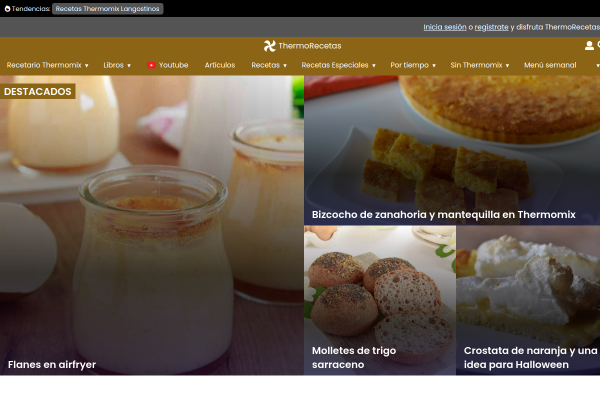 Tendencias: Recetas Thermomix Langostinos
Inicia sesión o regístrate y disfruta ThermoRecetas
ThermoRecetas
Recetario Thermomix Libros Youtube Artículos Recetas Recetas Especiales Por tiempo Sin Thermomix Menú semanal
DESTACADOS
Bizcocho de zanahoria y mantequilla en Thermomix
Flanes en airfryer
Molletes de trigo
sarraceno
Crostata de naranja y una
idea para Halloween